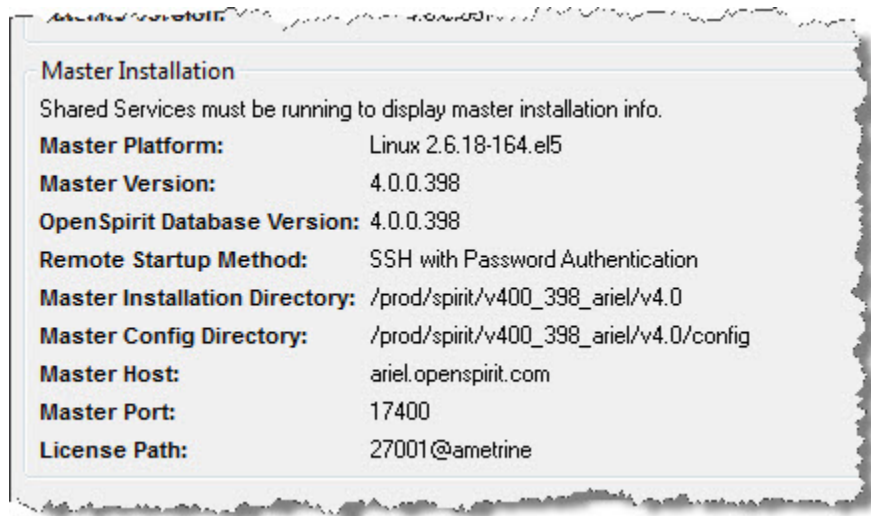 Master Installation
Shared Services must be running to display master installation info.
Master Platform: Linux 2.6.18-164.el5
Master Version: 4.0.0.398
OpenSpirit Database Version: 4.0.0.398
Remote Startup Method: SSH with Password Authentication
Master Installation Directory: /prod/spirit/v400_398_ariel/v4.0
Master Config Directory: /prod/spirit/v400_398_ariel/v4.0/config
Master Host: ariel.openspirit.com
Master Port: 17400
License Path: 27001@ametrine